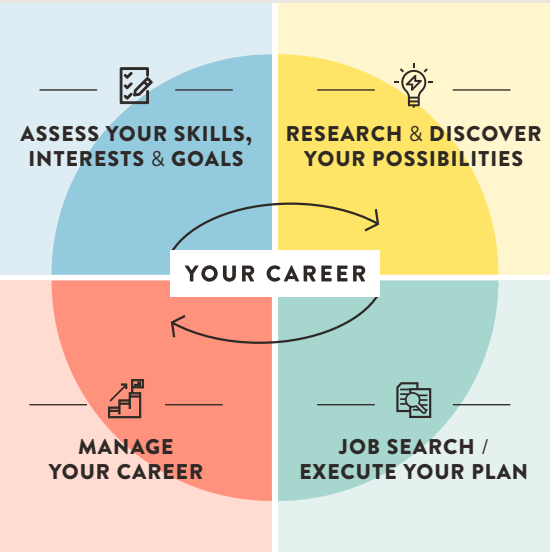 ASSESS YOUR SKILLS,
INTERESTS & GOALS
RESEARCH & DISCOVER
YOUR POSSIBILITIES
YOUR CAREER
MANAGE
YOUR CAREER
JOB SEARCH /
EXECUTE YOUR PLAN